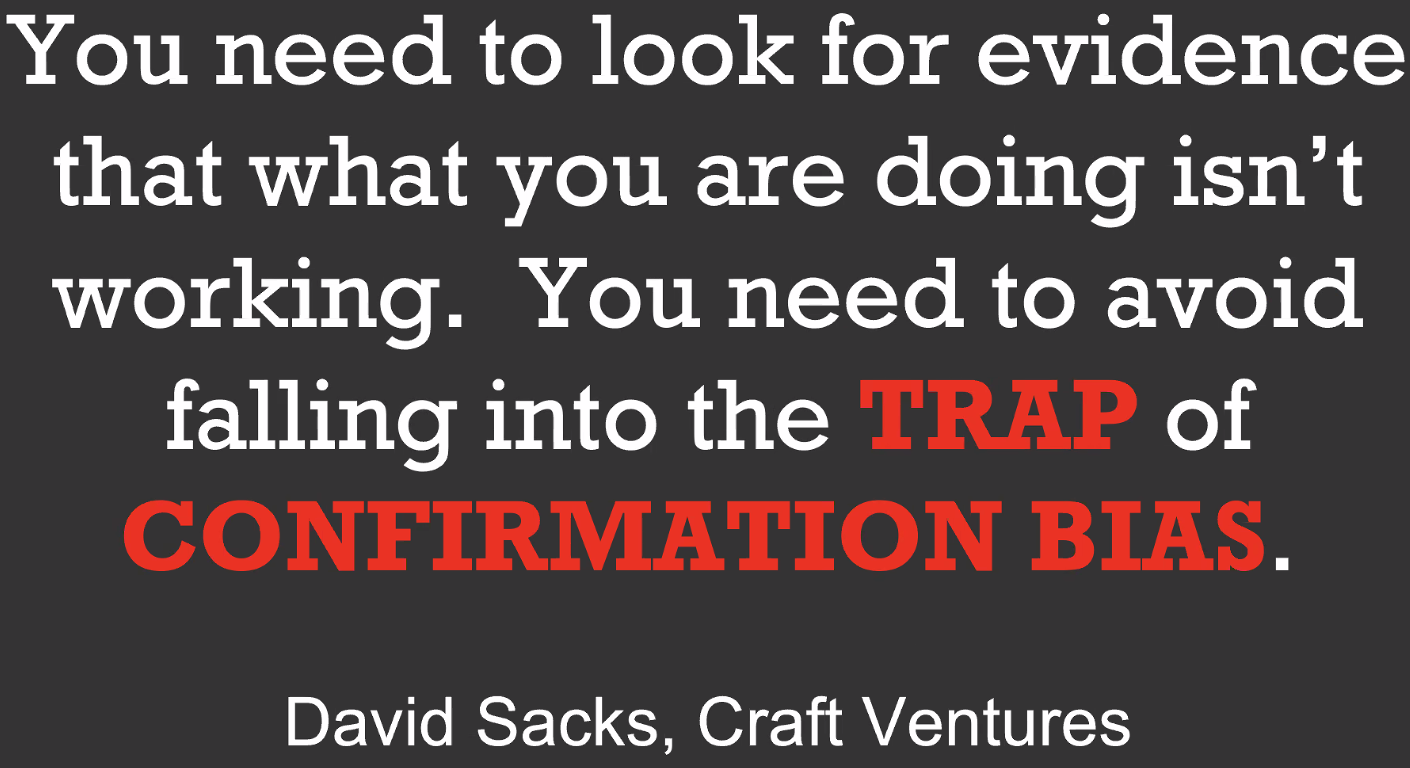 You need to look for evidence
that what you are doing isn’t
working.  You need to avoid
falling into the TRAP of
CONFIRMATION BIAS.
David Sacks, Craft Ventures